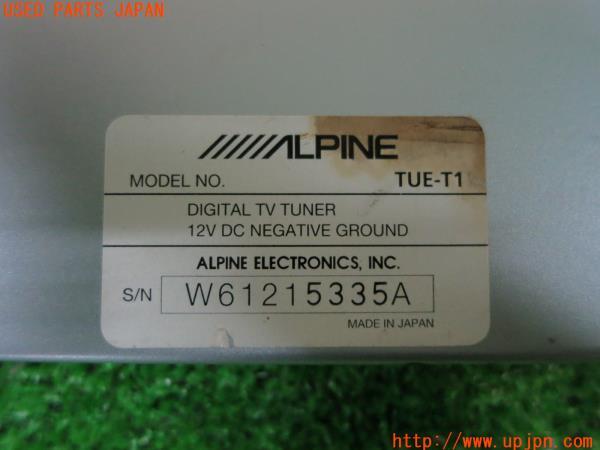 USED PARTS JAPAN
ALPINE
MODEL NO. TUE-T1
DIGITAL TV TUNER
12V DC NEGATIVE GROUND
ALPINE ELECTRONICS, INC.
S/N W61215335A
MADE IN JAPAN
http://www.upjpn.com